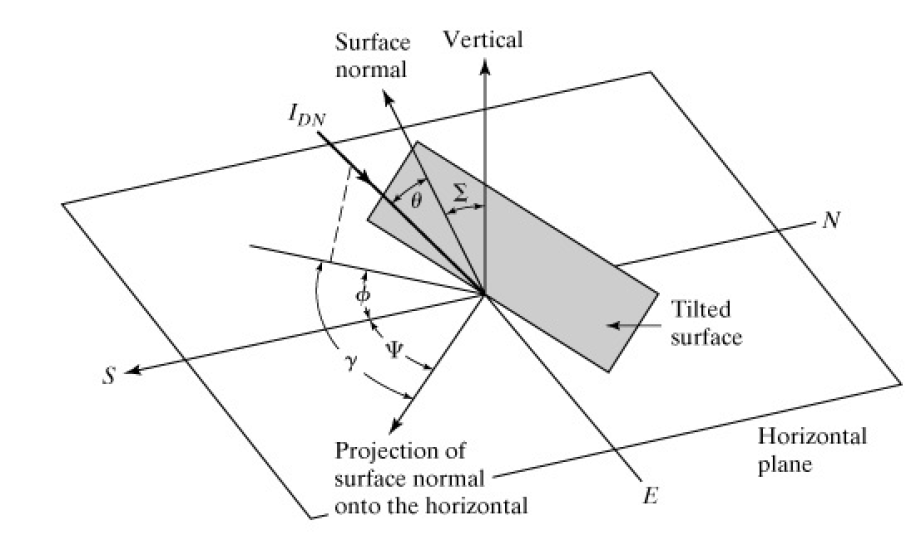 Surface
normal
Vertical
I_DN
θ
Σ
N
ϕ
Tilted
surface
Ψ
γ
S
Projection of
surface normal
onto the horizontal
Horizontal
plane
E